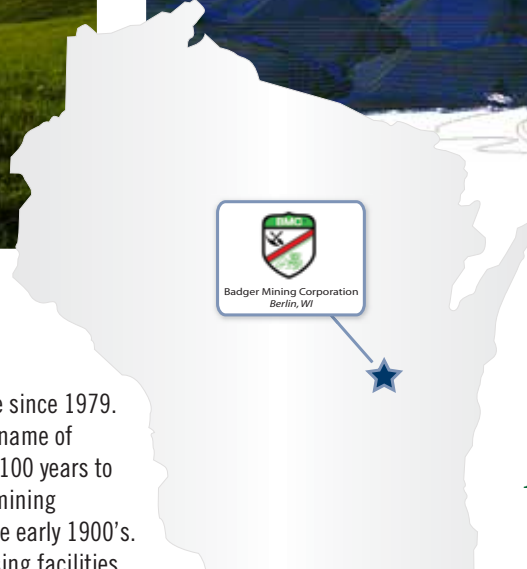 BMC
Badger Mining Corporation
Berlin, WI
e since 1979.
name of
100 years to
mining
e early 1900's.
ing facilities